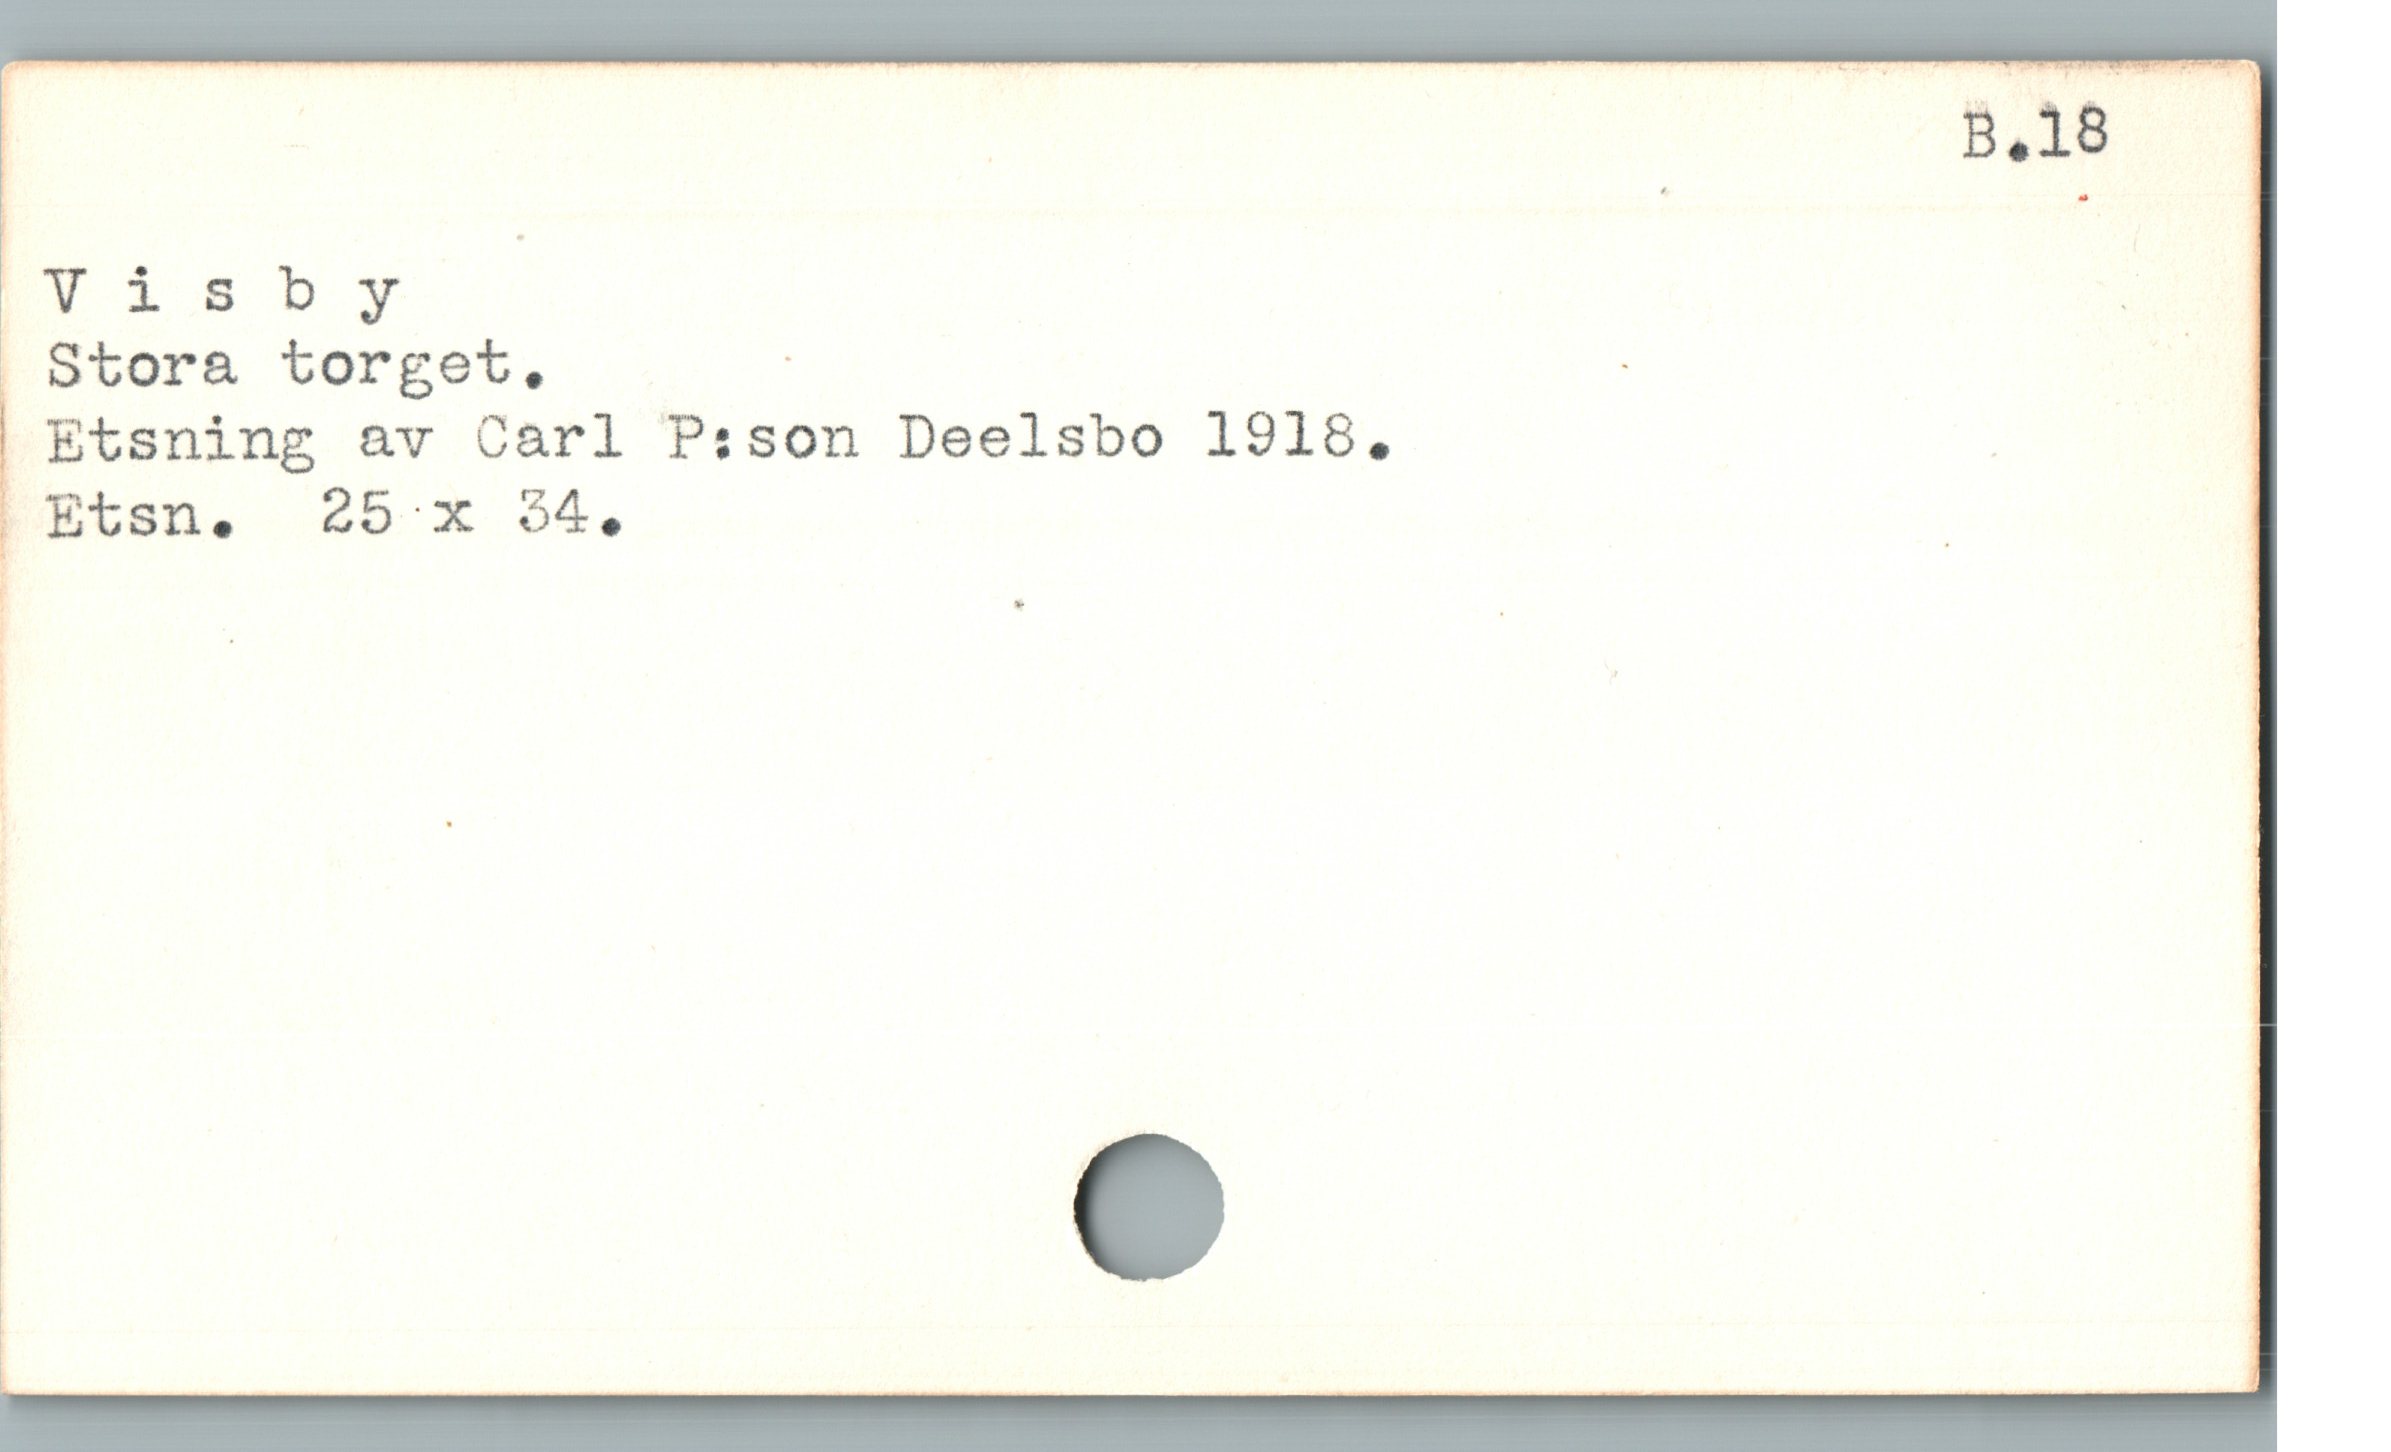 B.18
V i s b y
Stora torget.
Etsning av Carl P:son Deelsbo 1918.
Etsn. 25 x 34.